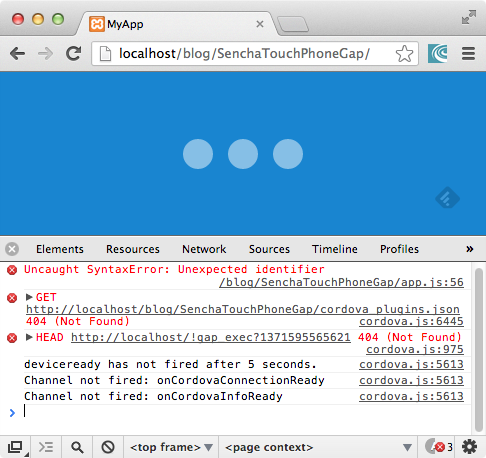 MyApp
localhost/blog/SenchaTouchPhoneGap/
Elements Resources Network Sources Timeline Profiles »
Uncaught SyntaxError: Unexpected identifier
/blog/SenchaTouchPhoneGap/app.js:56
GET
http://localhost/blog/SenchaTouchPhoneGap/cordova_plugins.json
404 (Not Found) cordova.js:6445
HEAD http://localhost/!gap_exec?1371595565621 404 (Not Found)
cordova.js:975
deviceready has not fired after 5 seconds. cordova.js:5613
Channel not fired: onCordovaConnectionReady cordova.js:5613
Channel not fired: onCordovaInfoReady cordova.js:5613
<top frame> <page context> 3